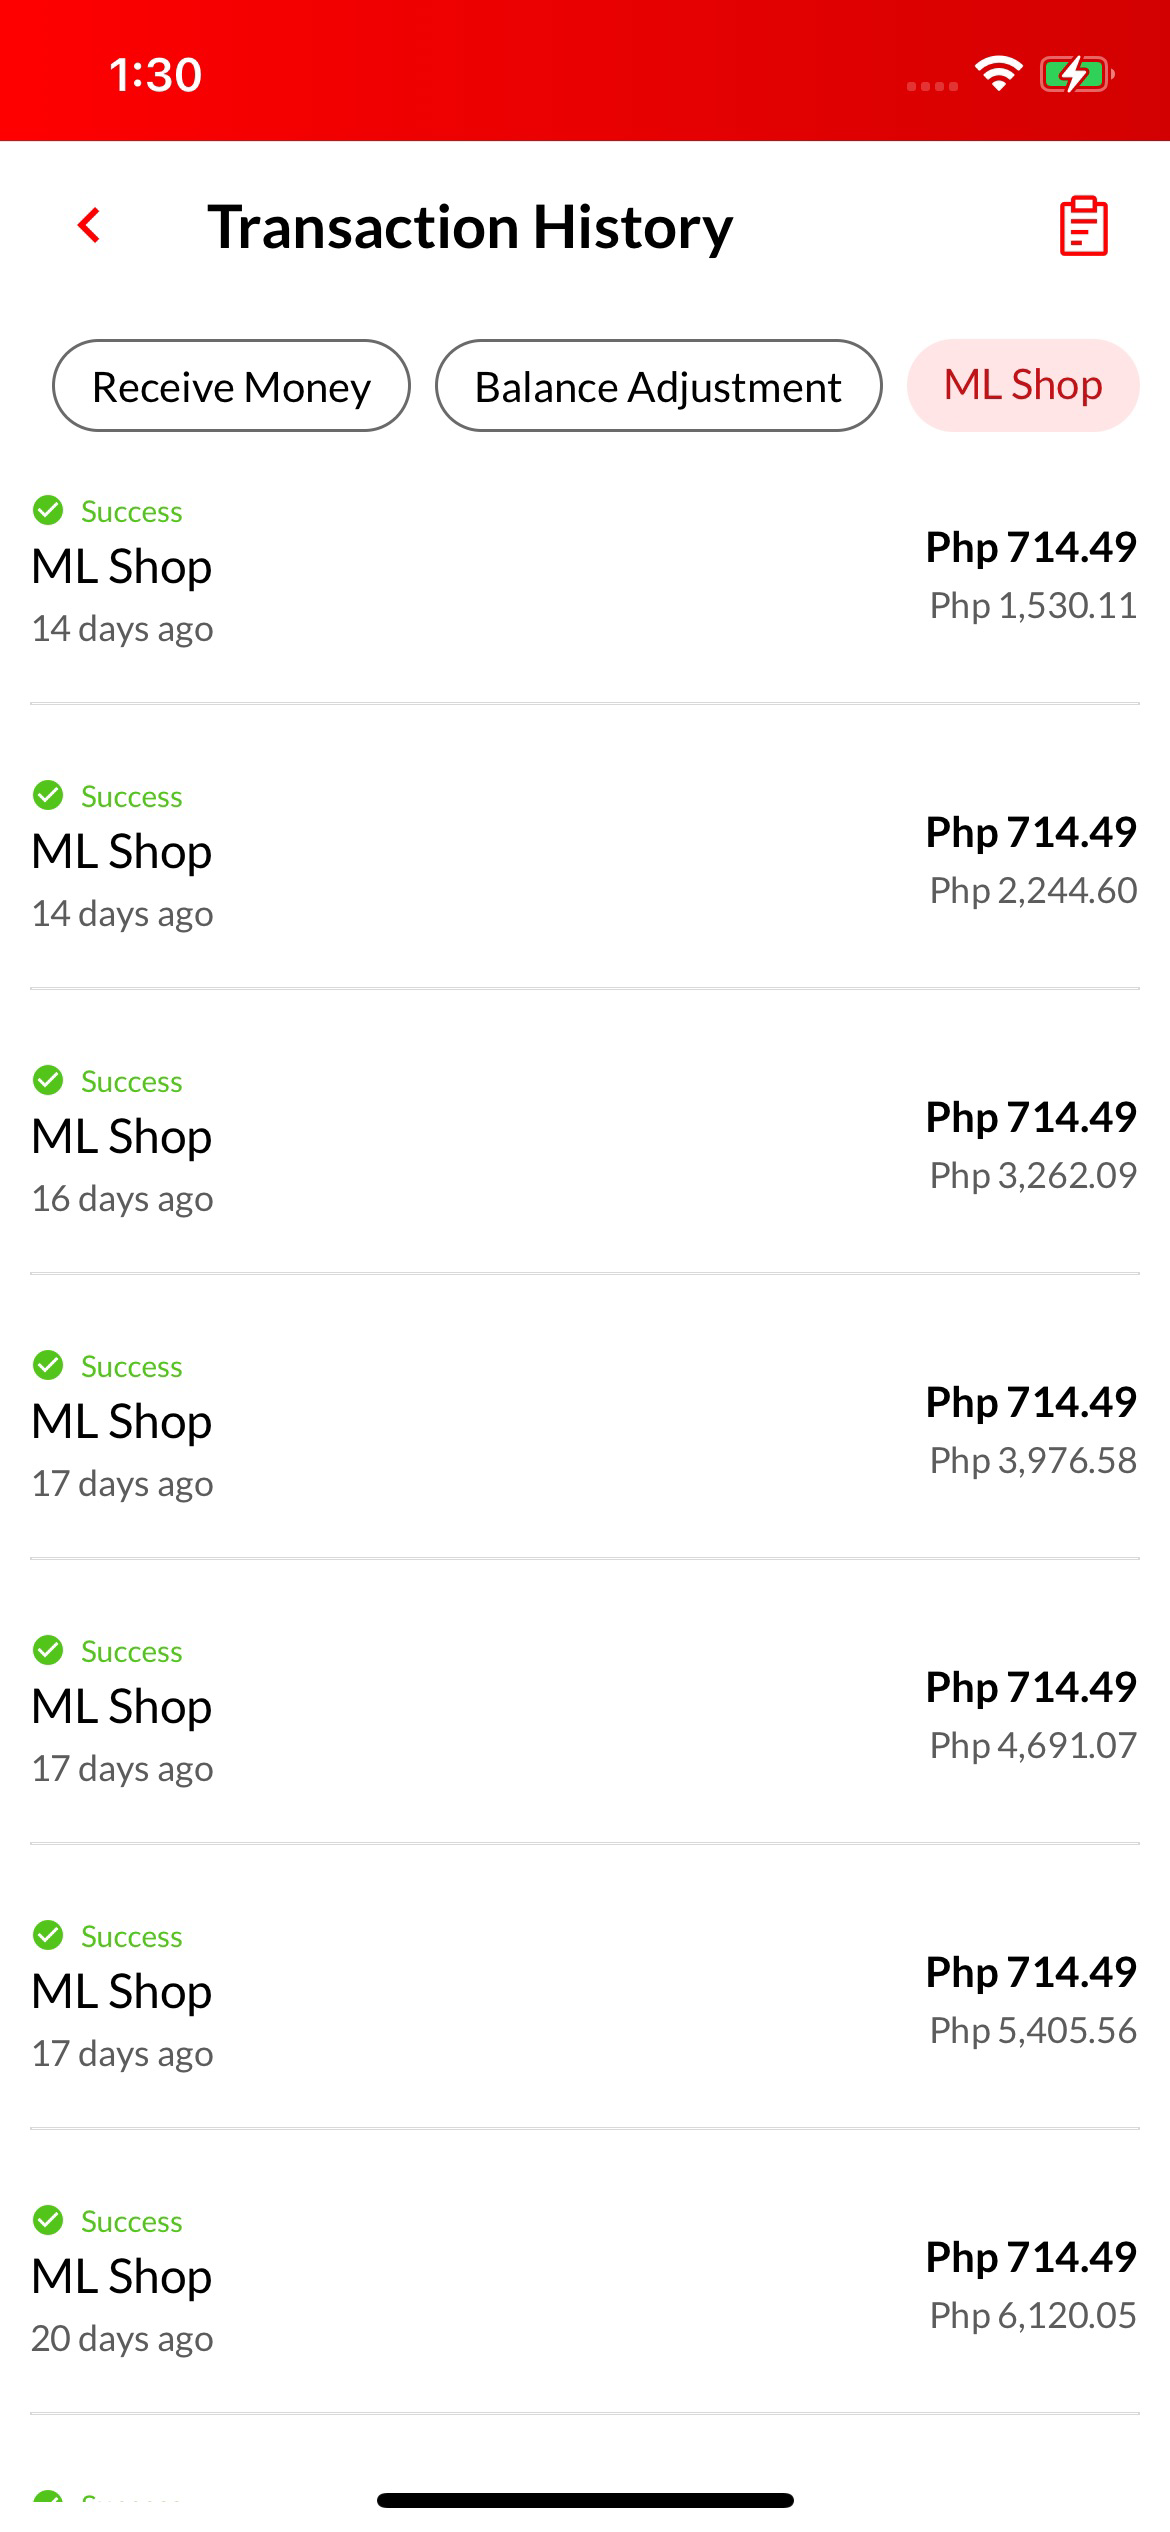 1:30
Transaction History
Receive Money
Balance Adjustment
ML Shop
Success
ML Shop
14 days ago
Php 714.49
Php 1,530.11
Success
ML Shop
14 days ago
Php 714.49
Php 2,244.60
Success
ML Shop
16 days ago
Php 714.49
Php 3,262.09
Success
ML Shop
17 days ago
Php 714.49
Php 3,976.58
Success
ML Shop
17 days ago
Php 714.49
Php 4,691.07
Success
ML Shop
17 days ago
Php 714.49
Php 5,405.56
Success
ML Shop
20 days ago
Php 714.49
Php 6,120.05